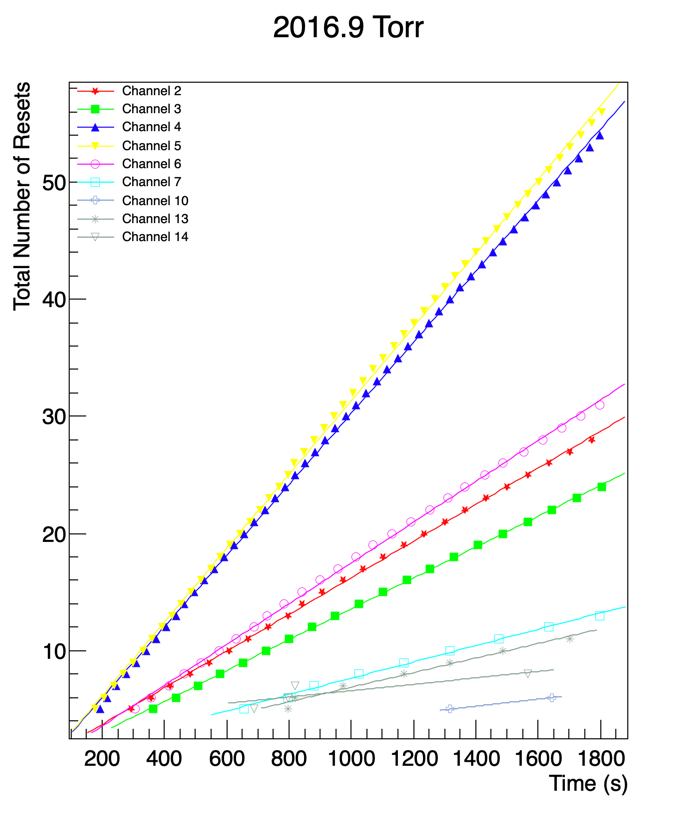 2016.9 Torr
Total Number of Resets
Channel 2
Channel 3
Channel 4
Channel 5
Channel 6
Channel 7
Channel 10
Channel 13
Channel 14
50
40
30
20
10
200 400 600 800 1000 1200 1400 1600 1800
Time (s)